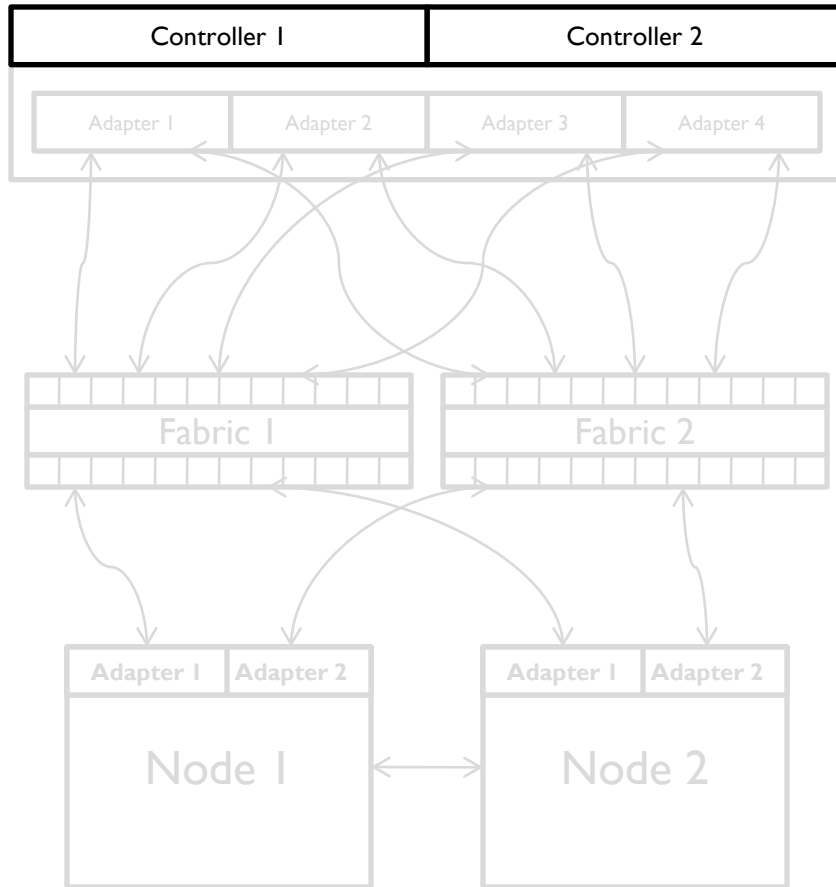 Controller 1 Controller 2
Adapter 1 Adapter 2 Adapter 3 Adapter 4
Fabric 1 Fabric 2
Adapter 1 Adapter 2 Adapter 1 Adapter 2
Node 1 Node 2